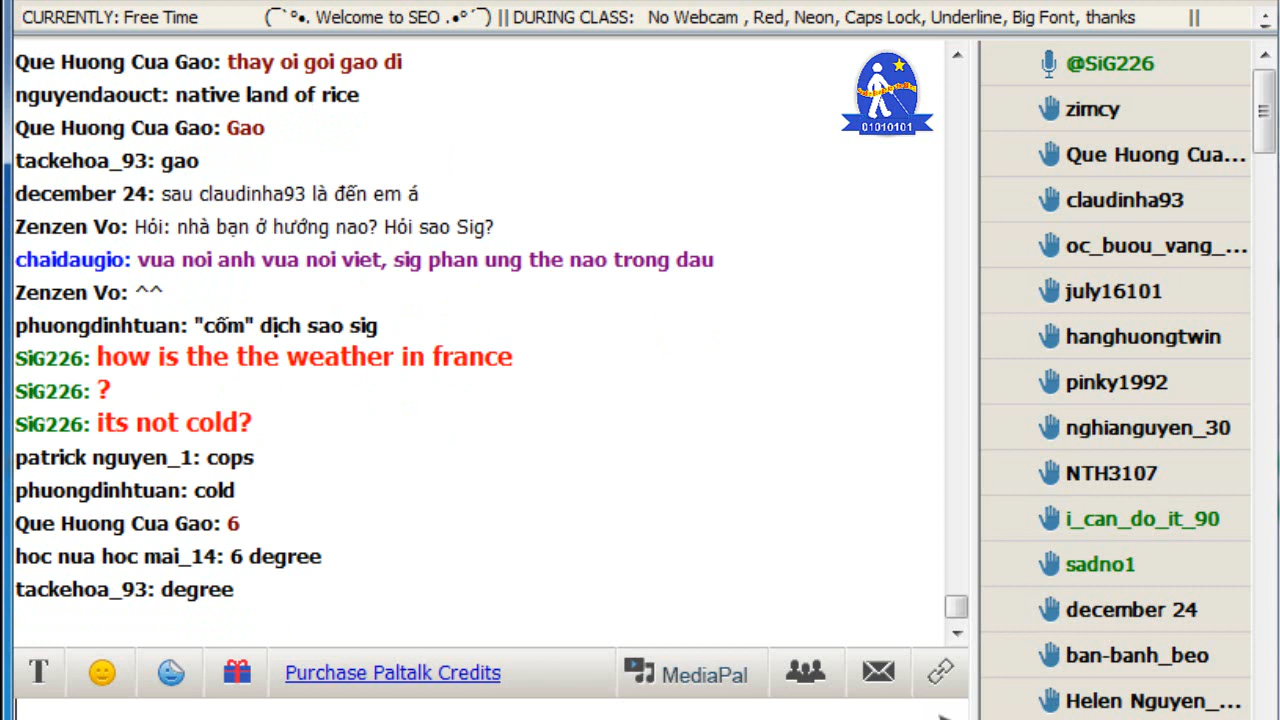 CURRENTLY: Free Time (¯`°•. Welcome to SEO .•°´¯) || DURING CLASS: No Webcam , Red, Neon, Caps Lock, Underline, Big Font, thanks ||
Que Huong Cua Gao: thay oi goi gao di
nguyendaouct: native land of rice
Que Huong Cua Gao: Gao
tackehoa_93: gao
december 24: sau claudinha93 là đến em á
Zenzen Vo: Hỏi: nhà bạn ở hướng nao? Hỏi sao Sig?
chaidaugio: vua noi anh vua noi viet, sig phan ung the nao trong dau
Zenzen Vo: ^^
phuongdinhtuan: "cốm" dịch sao sig
SiG226: how is the the weather in france
SiG226: ?
SiG226: its not cold?
patrick nguyen_1: cops
phuongdinhtuan: cold
Que Huong Cua Gao: 6
hoc nua hoc mai_14: 6 degree
tackehoa_93: degree
01010101
@SiG226
zimcy
Que Huong Cua...
claudinha93
oc_buou_vang_...
july16101
hanghuongtwin
pinky1992
nghianguyen_30
NTH3107
i_can_do_it_90
sadno1
december 24
ban-banh_beo
Helen Nguyen_...
T
Purchase Paltalk Credits
MediaPal